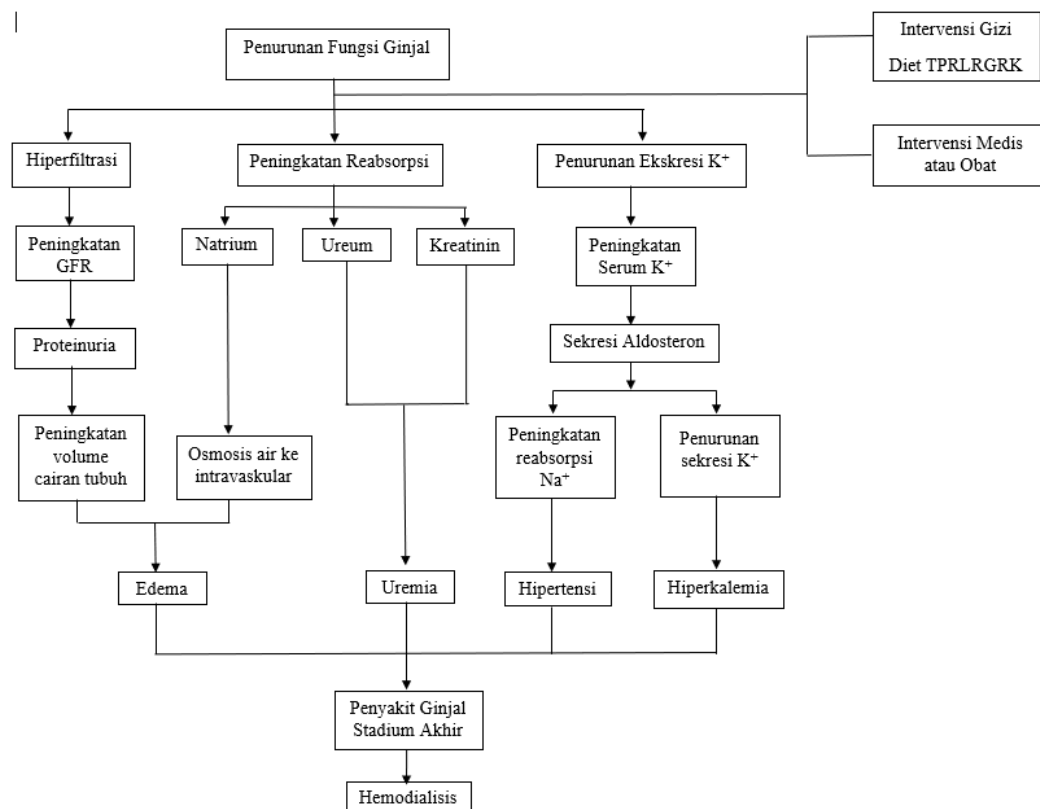 Penurunan Fungsi Ginjal
Intervensi Gizi
Diet TPRLRGRK
Intervensi Medis
atau Obat
Hiperfiltrasi
Peningkatan Reabsorpsi
Penurunan Ekskresi K⁺
Peningkatan
GFR
Natrium
Ureum
Kreatinin
Peningkatan
Serum K⁺
Proteinuria
Sekresi Aldosteron
Peningkatan
volume
cairan tubuh
Osmosis air ke
intravaskular
Peningkatan
reabsorpsi
Na⁺
Penurunan
sekresi K⁺
Edema
Uremia
Hipertensi
Hiperkalemia
Penyakit Ginjal
Stadium Akhir
Hemodialisis